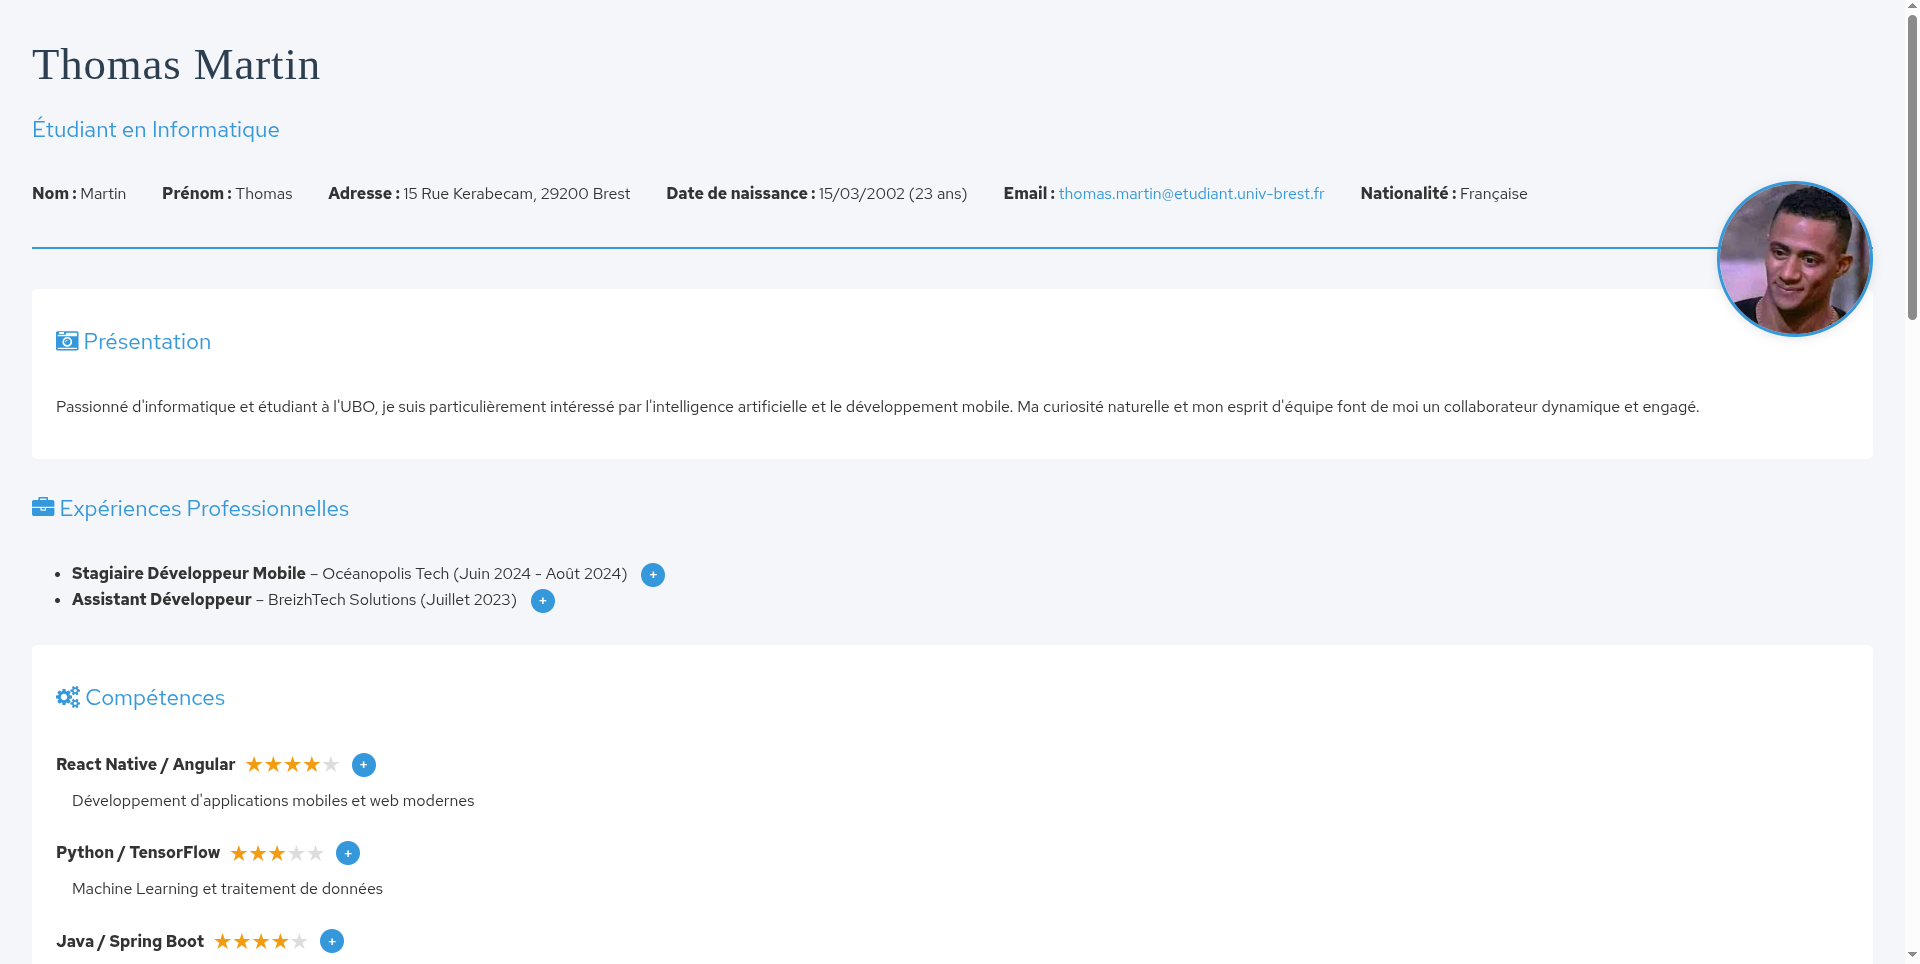 Thomas Martin
Étudiant en Informatique
Nom : Martin Prénom : Thomas Adresse : 15 Rue Kerabecam, 29200 Brest Date de naissance : 15/03/2002 (23 ans) Email : thomas.martin@etudiant.univ-brest.fr Nationalité : Française
Présentation
Passionné d'informatique et étudiant à l'UBO, je suis particulièrement intéressé par l'intelligence artificielle et le développement mobile. Ma curiosité naturelle et mon esprit d'équipe font de moi un collaborateur dynamique et engagé.
Expériences Professionnelles
• Stagiaire Développeur Mobile – Océanopolis Tech (Juin 2024 - Août 2024) +
• Assistant Développeur – BreizhTech Solutions (Juillet 2023) +
Compétences
React Native / Angular ★★★★★ +
Développement d'applications mobiles et web modernes
Python / TensorFlow ★★★★★ +
Machine Learning et traitement de données
Java / Spring Boot ★★★★★ +